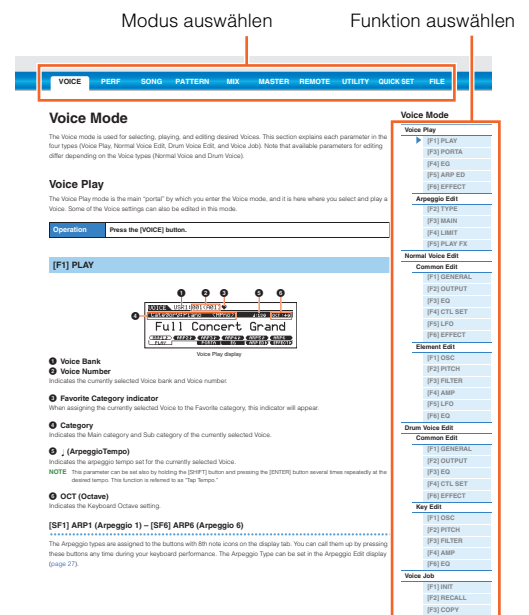 Modus auswählen
Funktion auswählen
VOICE PERF SONG PATTERN MIX MASTER REMOTE UTILITY QUICK SET FILE
Voice Mode
The Voice mode is used for selecting, playing, and editing desired Voices. This section explains each parameter in the
four types (Voice Play, Normal Voice Edit, Drum Voice Edit, and Voice Job). Note that available parameters for editing
differ depending on the Voice types (Normal Voice and Drum Voice).
Voice Play
The Voice Play mode is the main “portal” by which you enter the Voice mode, and it is here where you select and play a
Voice. Some of the Voice settings can also be edited in this mode.
Operation Press the [VOICE] button.
[F1] PLAY
1 2 3 5 6
4
VOICE USR1:001(A01)
Full Concert Grand
Voice Play display
1 Voice Bank
2 Voice Number
Indicates the currently selected Voice bank and Voice number.
3 Favorite Category indicator
When assigning the currently selected Voice to the Favorite category, this indicator will appear.
4 Category
Indicates the Main category and Sub category of the currently selected Voice.
5 ♩ (ArpeggioTempo)
Indicates the arpeggio tempo set for the currently selected Voice.
NOTE This parameter can be set also by holding the [SHIFT] button and pressing the [ENTER] button several times repeatedly at the
desired tempo. This function is referred to as “Tap Tempo.”
6 OCT (Octave)
Indicates the Keyboard Octave setting.
[SF1] ARP1 (Arpeggio 1) – [SF6] ARP6 (Arpeggio 6)
The Arpeggio types are assigned to the buttons with 8th note icons on the display tab. You can call them up by pressing
these buttons any time during your keyboard performance. The Arpeggio Type can be set in the Arpeggio Edit display
(page 27).
Voice Mode
Voice Play
[F1] PLAY
[F3] PORTA
[F4] EG
[F5] ARP ED
[F6] EFFECT
Arpeggio Edit
[F2] TYPE
[F3] MAIN
[F4] LIMIT
[F5] PLAY FX
Normal Voice Edit
Common Edit
[F1] GENERAL
[F2] OUTPUT
[F3] EQ
[F4] CTL SET
[F5] LFO
[F6] EFFECT
Element Edit
[F1] OSC
[F2] PITCH
[F3] FILTER
[F4] AMP
[F5] LFO
[F6] EQ
Drum Voice Edit
Common Edit
[F1] GENERAL
[F2] OUTPUT
[F3] EQ
[F4] CTL SET
[F6] EFFECT
Key Edit
[F1] OSC
[F2] PITCH
[F3] FILTER
[F4] AMP
[F6] EQ
Voice Job
[F1] INIT
[F2] RECALL
[F3] COPY